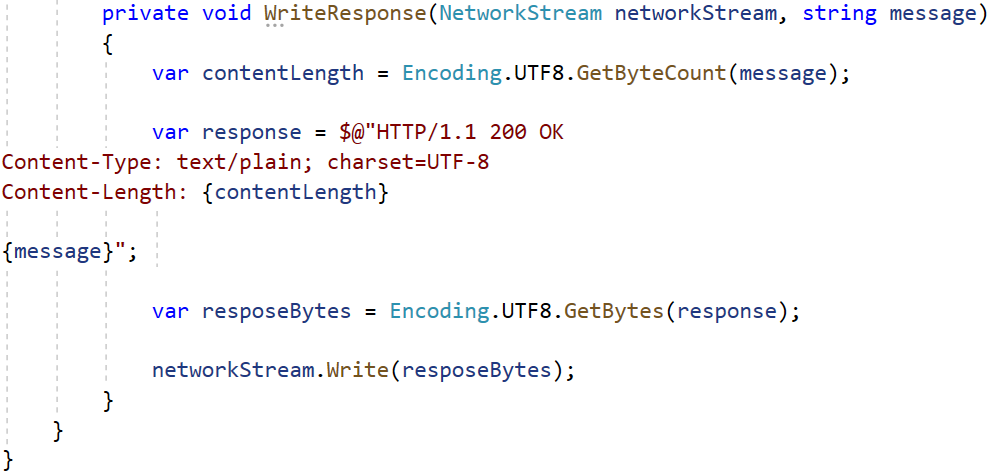 private void WriteResponse(NetworkStream networkStream, string message)
{
var contentLength = Encoding.UTF8.GetByteCount(message);
var response = $@"HTTP/1.1 200 OK
Content-Type: text/plain; charset=UTF-8
Content-Length: {contentLength}
{message}";
var resposeBytes = Encoding.UTF8.GetBytes(response);
networkStream.Write(resposeBytes);
}
}
}